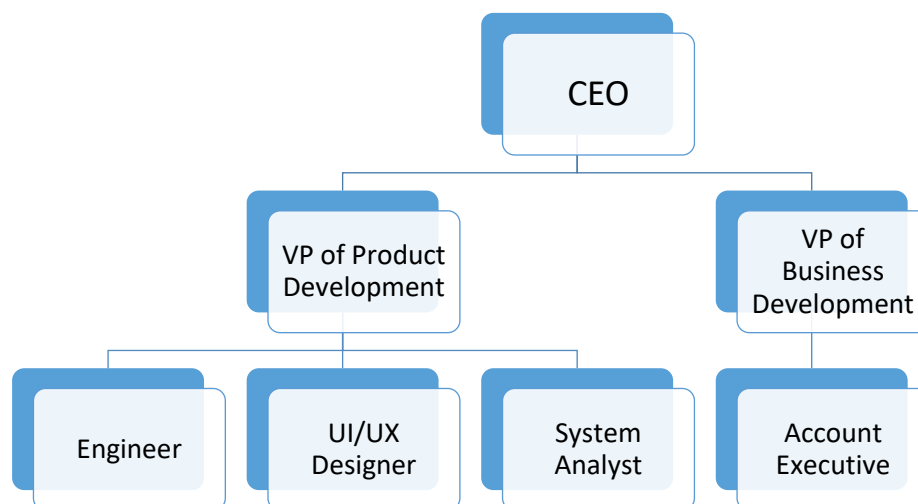 CEO
VP of Product
Development
VP of
Business
Development
Engineer
UI/UX
Designer
System
Analyst
Account
Executive